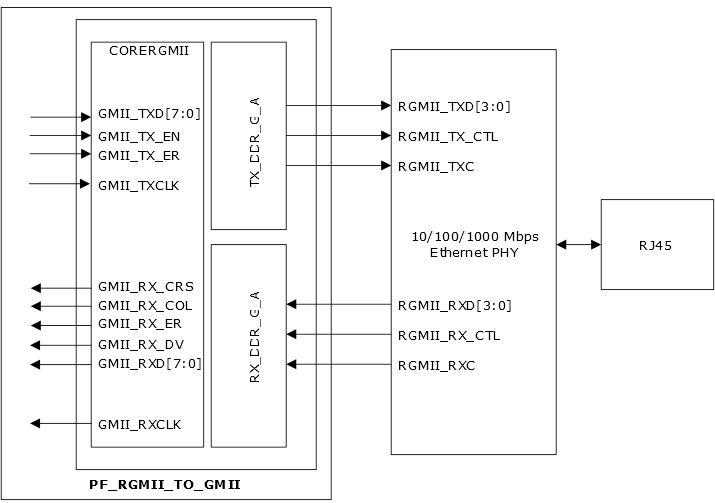 CORERGMII
GMII_TXD[7:0]
GMII_TX_EN
GMII_TX_ER
GMII_TXCLK
GMII_RX_CRS
GMII_RX_COL
GMII_RX_ER
GMII_RX_DV
GMII_RXD[7:0]
GMII_RXCLK
TX_DDR_G_A
RX_DDR_G_A
PF_RGMII_TO_GMII
RGMII_TXD[3:0]
RGMII_TX_CTL
RGMII_TXC
10/100/1000 Mbps
Ethernet PHY
RGMII_RXD[3:0]
RGMII_RX_CTL
RGMII_RXC
RJ45